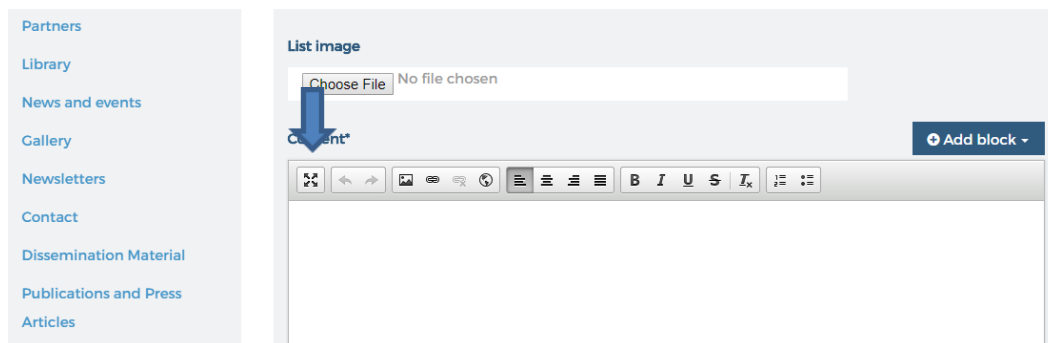 Partners
Library
News and events
Gallery
Newsletters
Contact
Dissemination Material
Publications and Press
Articles
List image
Choose File No file chosen
Add block
B I U S Ix